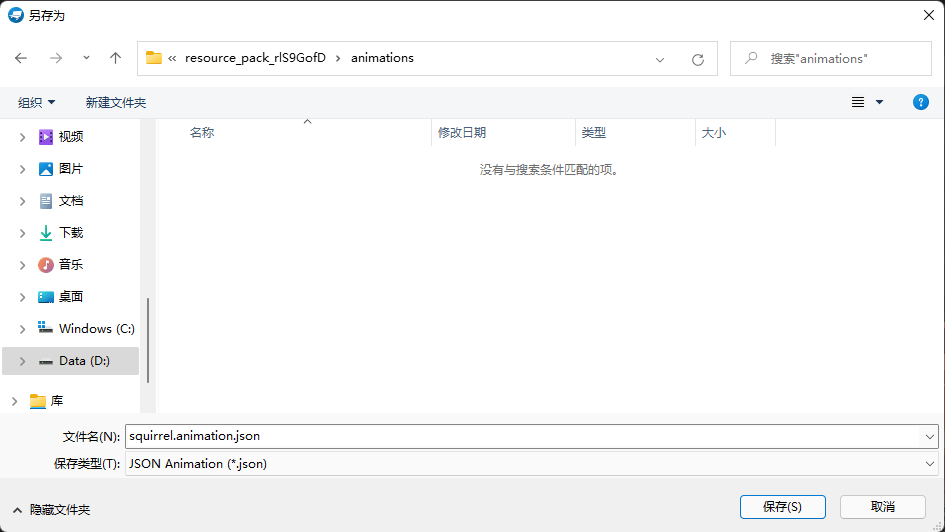 另存为
« resource_pack_rlS9GofD › animations
搜索"animations"
组织
新建文件夹
名称
修改日期
类型
大小
没有与搜索条件匹配的项。
视频
图片
文档
下载
音乐
桌面
Windows (C:)
Data (D:)
库
文件名(N): squirrel.animation.json
保存类型(T): JSON Animation (*.json)
隐藏文件夹
保存(S)
取消